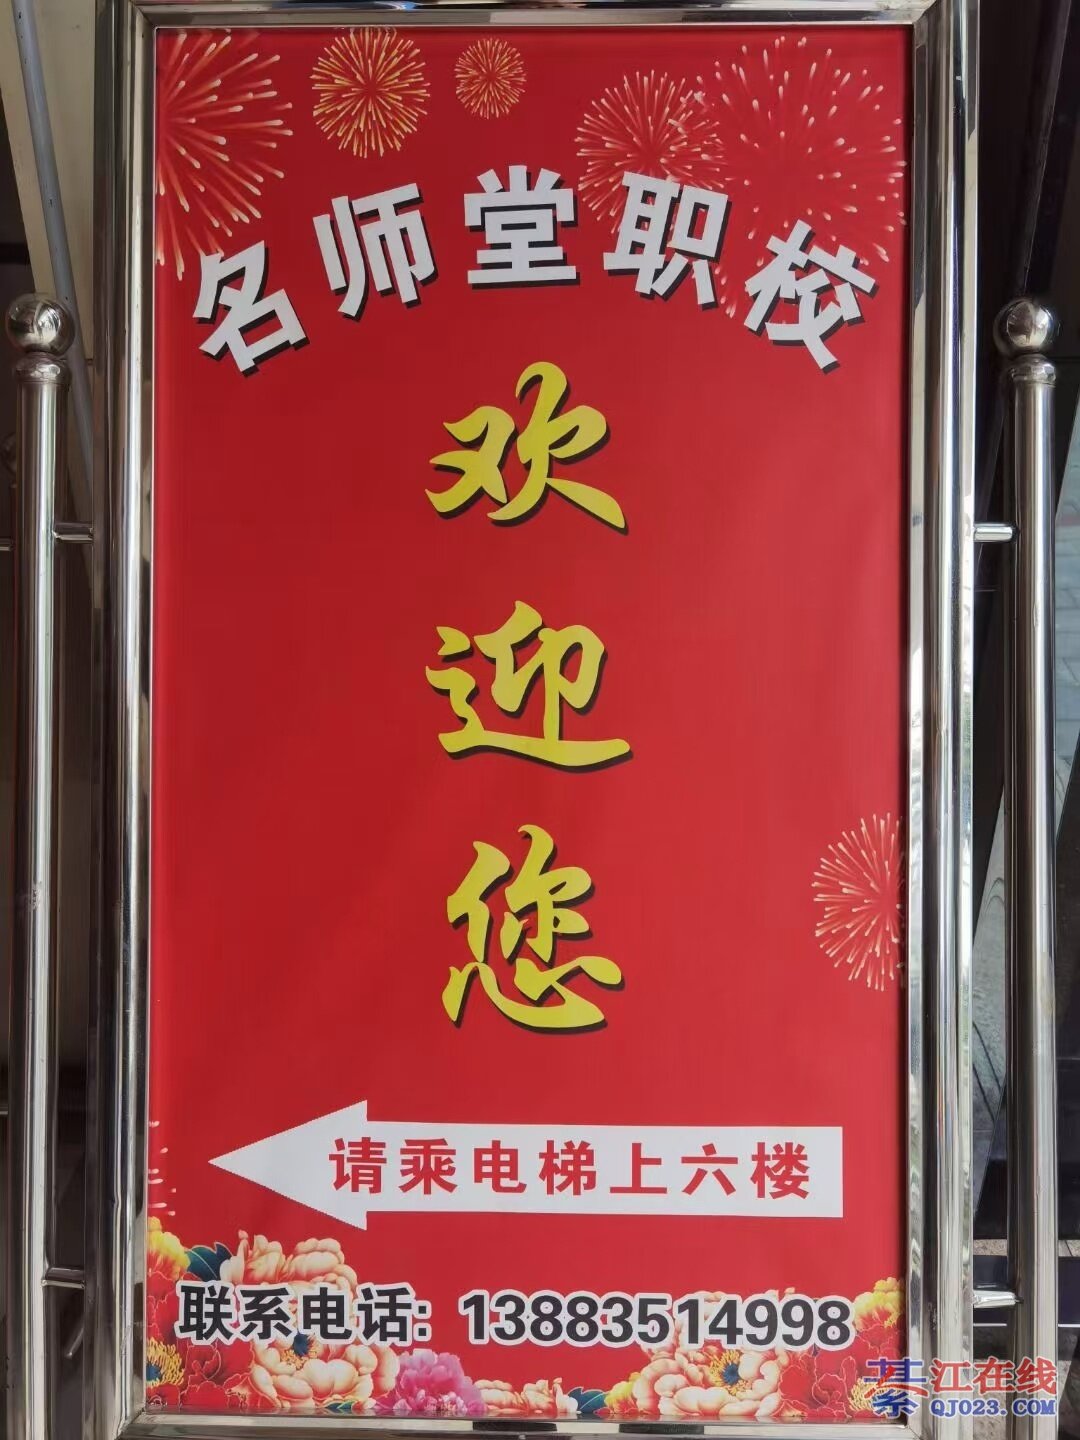 名师堂职校
欢
迎
您
请乘电梯上六楼
联系电话: 13883514998
綦江在线
QJ023.COM